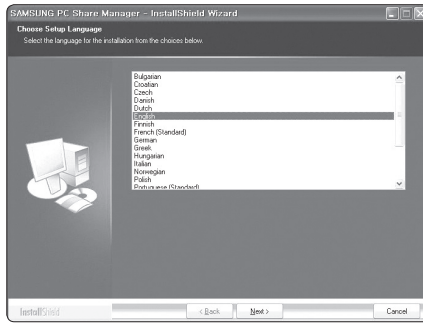 SAMSUNG PC Share Manager - InstallShield Wizard
Choose Setup Language
Select the language for the installation from the choices below.
Bulgarian
Croatian
Czech
Danish
Dutch
English
Finnish
French (Standard)
German
Greek
Hungarian
Italian
Norwegian
Polish
Portuguese (Standard)
InstallShield
< Back
Next >
Cancel